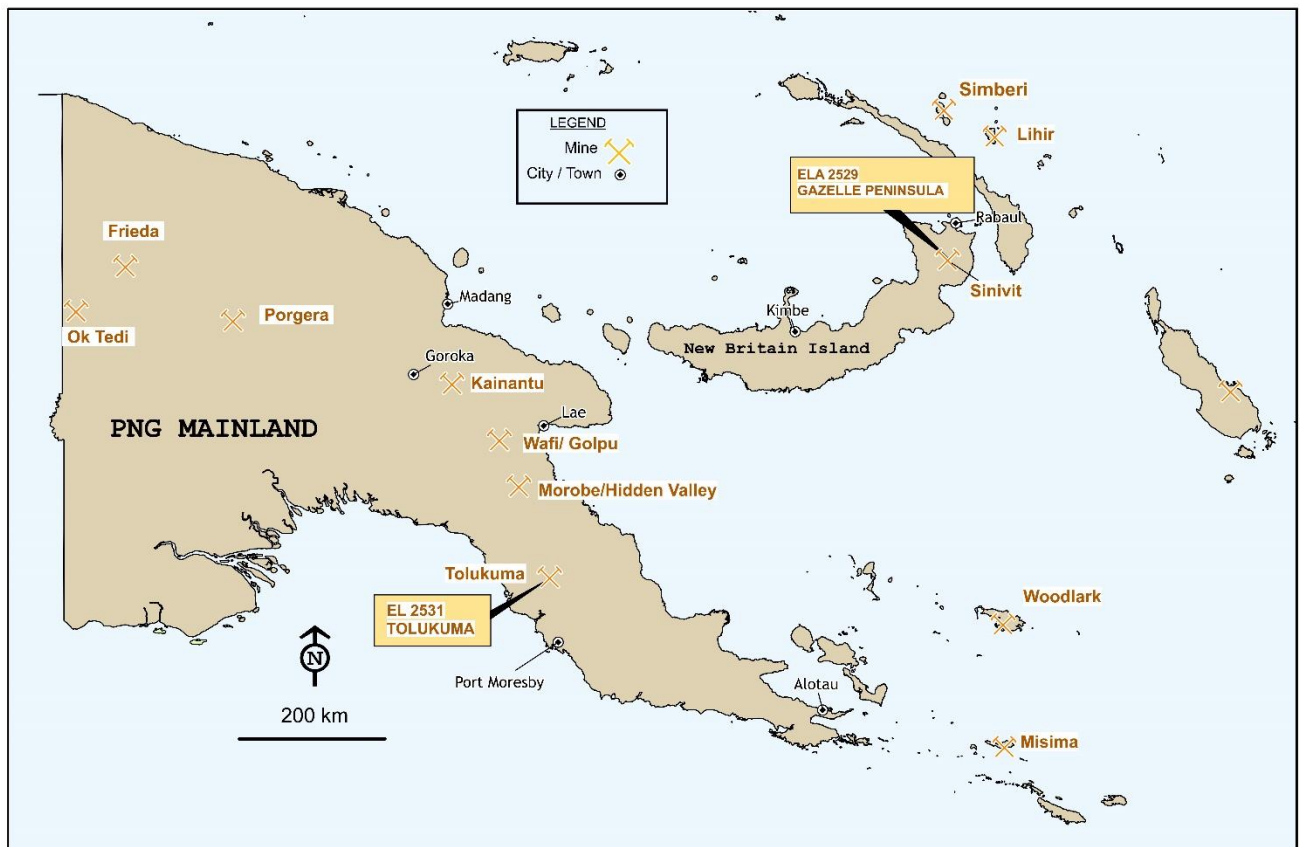 Simberi
Lihir
LEGEND
Mine
City / Town
ELA 2529
GAZELLE PENINSULA
Rabaul
Frieda
Sinivit
Madang
Kimbe
Ok Tedi
Porgera
New Britain Island
Goroka
Kainantu
PNG MAINLAND
Lae
Wafi/ Golpu
Morobe/Hidden Valley
Tolukuma
EL 2531
TOLUKUMA
Woodlark
N
Port Moresby
Alotau
200 km
Misima